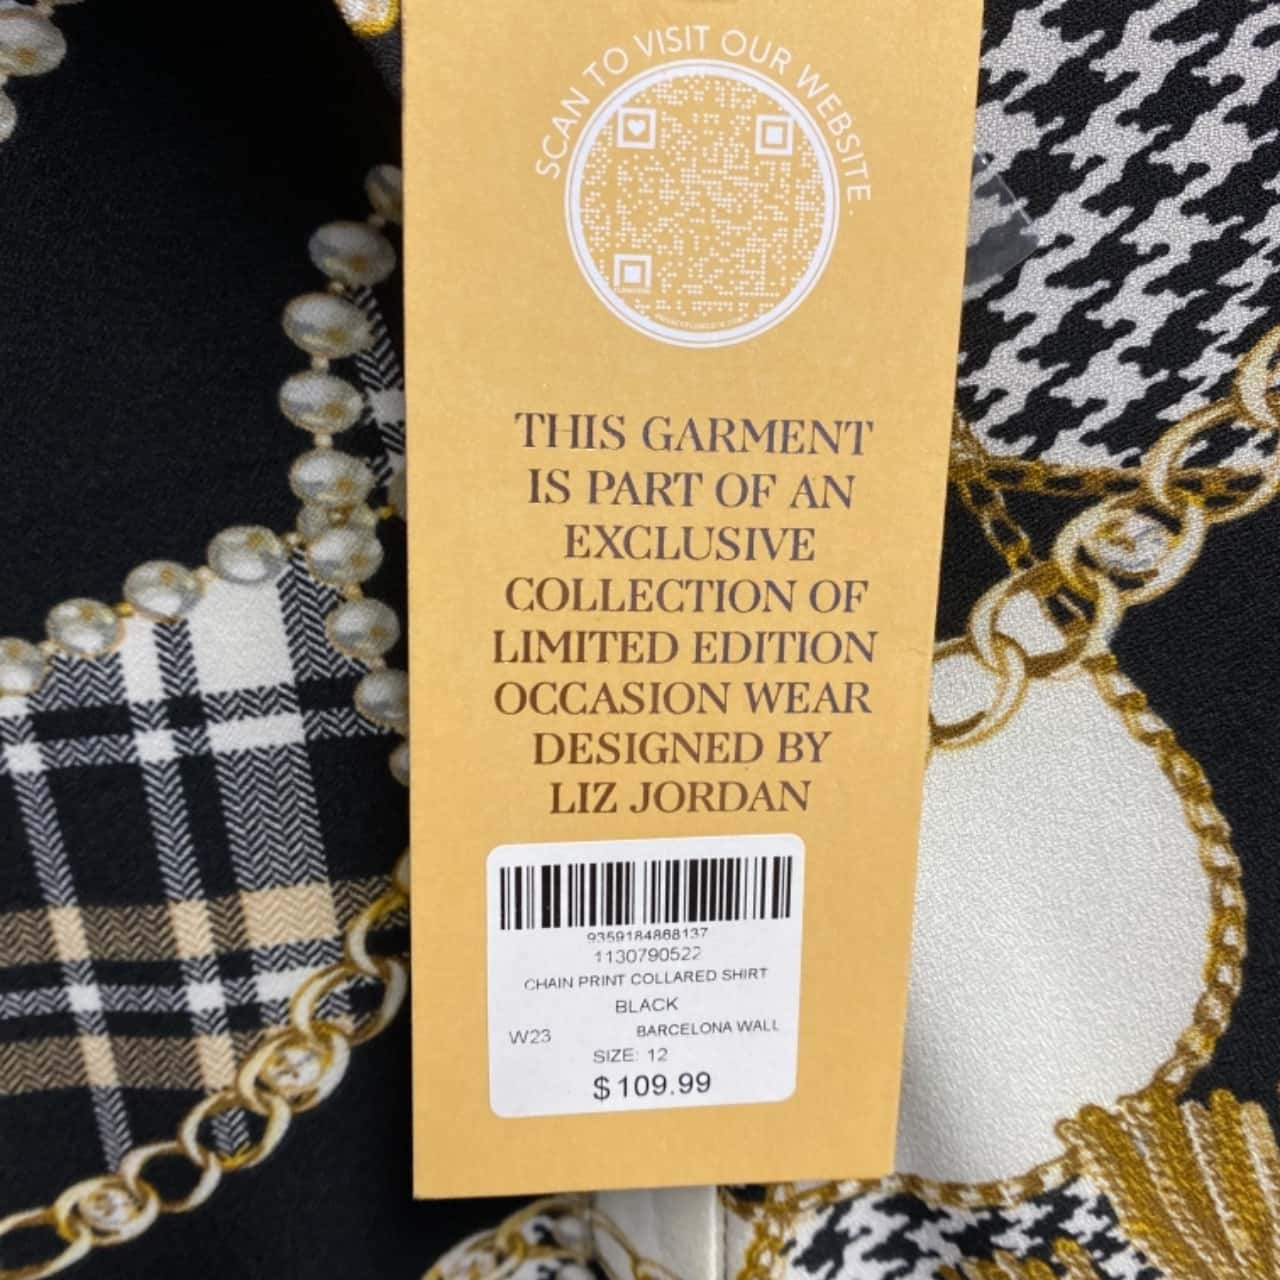 SCAN TO VISIT OUR WEBSITE.
THIS GARMENT
IS PART OF AN
EXCLUSIVE
COLLECTION OF
LIMITED EDITION
OCCASION WEAR
DESIGNED BY
LIZ JORDAN
9359184868137
1130790522
CHAIN PRINT COLLARED SHIRT
BLACK
W23 BARCELONA WALL
SIZE: 12
$109.99